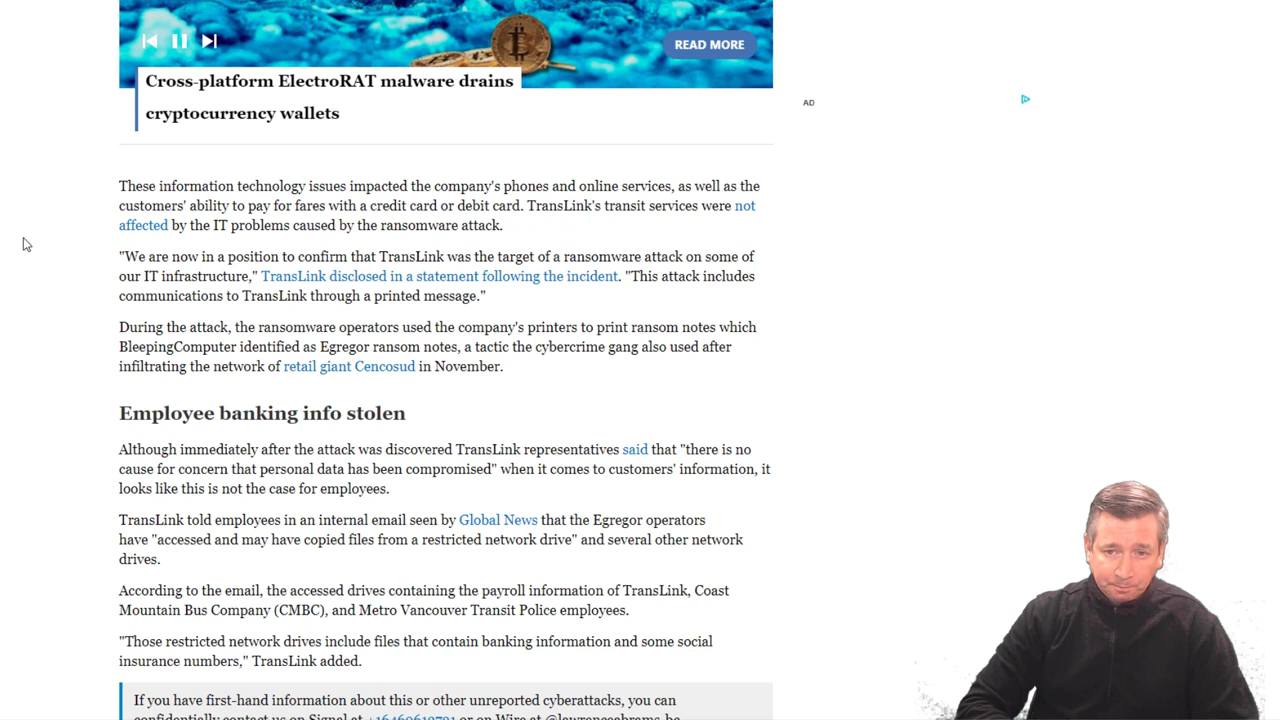 READ MORE
Cross-platform ElectroRAT malware drains
cryptocurrency wallets
AD
These information technology issues impacted the company's phones and online services, as well as the
customers' ability to pay for fares with a credit card or debit card. TransLink's transit services were not
affected by the IT problems caused by the ransomware attack.
"We are now in a position to confirm that TransLink was the target of a ransomware attack on some of
our IT infrastructure," TransLink disclosed in a statement following the incident. "This attack includes
communications to TransLink through a printed message."
During the attack, the ransomware operators used the company's printers to print ransom notes which
BleepingComputer identified as Egregor ransom notes, a tactic the cybercrime gang also used after
infiltrating the network of retail giant Cencosud in November.
Employee banking info stolen
Although immediately after the attack was discovered TransLink representatives said that "there is no
cause for concern that personal data has been compromised" when it comes to customers' information, it
looks like this is not the case for employees.
TransLink told employees in an internal email seen by Global News that the Egregor operators
have "accessed and may have copied files from a restricted network drive" and several other network
drives.
According to the email, the accessed drives containing the payroll information of TransLink, Coast
Mountain Bus Company (CMBC), and Metro Vancouver Transit Police employees.
"Those restricted network drives include files that contain banking information and some social
insurance numbers," TransLink added.
If you have first-hand information about this or other unreported cyberattacks, you can
confidentially contact us on Signal at +16469613731 or on Wire at @lawrenceabrams-bc.